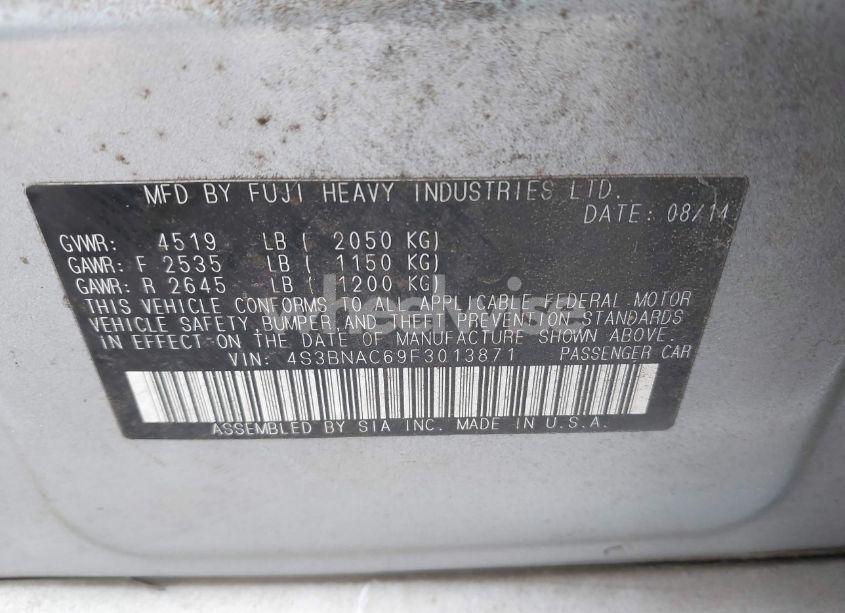 MFD BY FUJI HEAVY INDUSTRIES LTD.
DATE: 08/14
GVWR: 4519 LB ( 2050 KG)
GAWR: F 2535 LB ( 1150 KG)
GAWR: R 2645 LB ( 1200 KG)
THIS VEHICLE CONFORMS TO ALL APPLICABLE FEDERAL MOTOR
VEHICLE SAFETY, BUMPER,AND THEFT PREVENTION STANDARDS
IN EFFECT ON THE DATE OF MANUFACTURE SHOWN ABOVE.
VIN: 4S3BNAC69F3013871 PASSENGER CAR
ASSEMBLED BY SIA INC. MADE IN U.S.A.